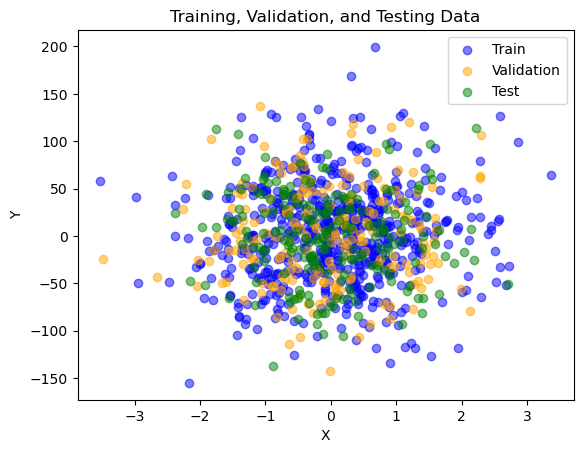 Training, Validation, and Testing Data
Train
Validation
Test
200
150
100
50
0
−50
−100
−150
Y
−3 −2 −1 0 1 2 3
X